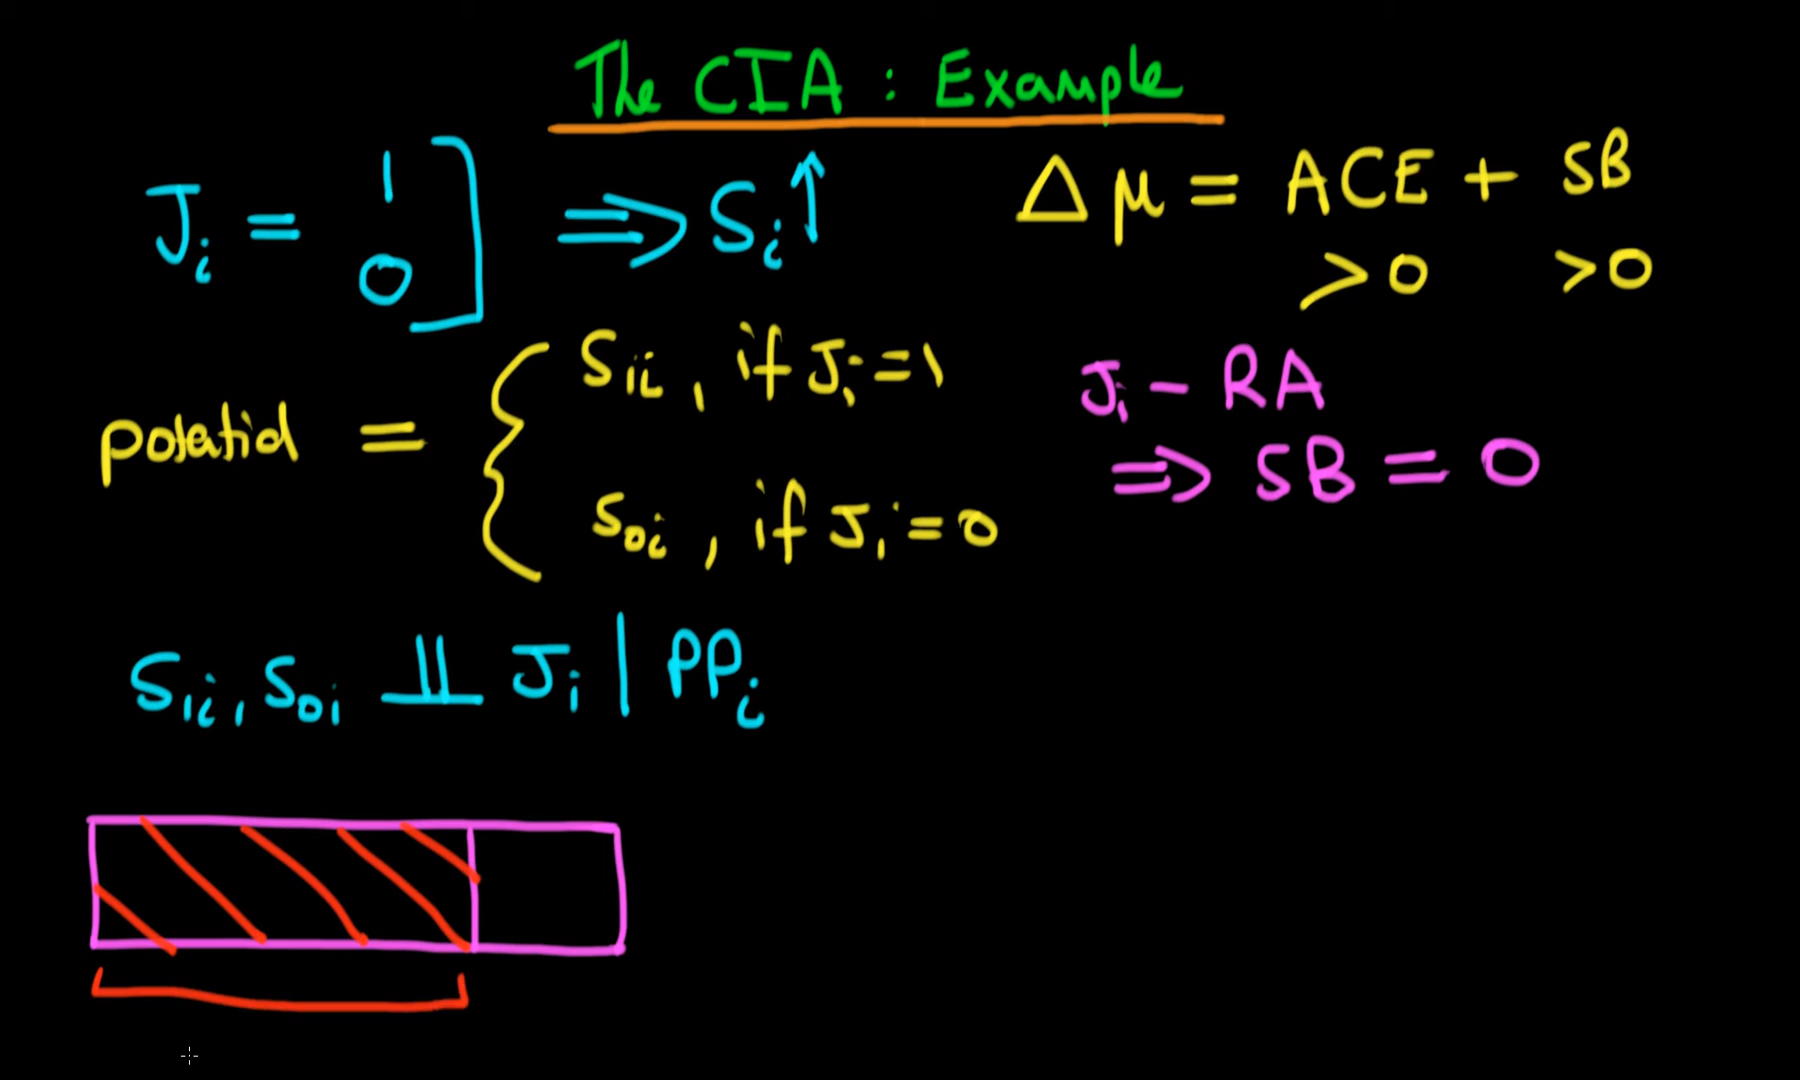 The CIA : Example
J_i = 1 0 ] ⇒ S_i ↑
Δμ = ACE + SB
>0 >0
potential = { S_1i , if J_i = 1
S_0i , if J_i = 0
J_i - RA
⇒ SB = 0
S_1i , S_0i ⫫ J_i | PP_i